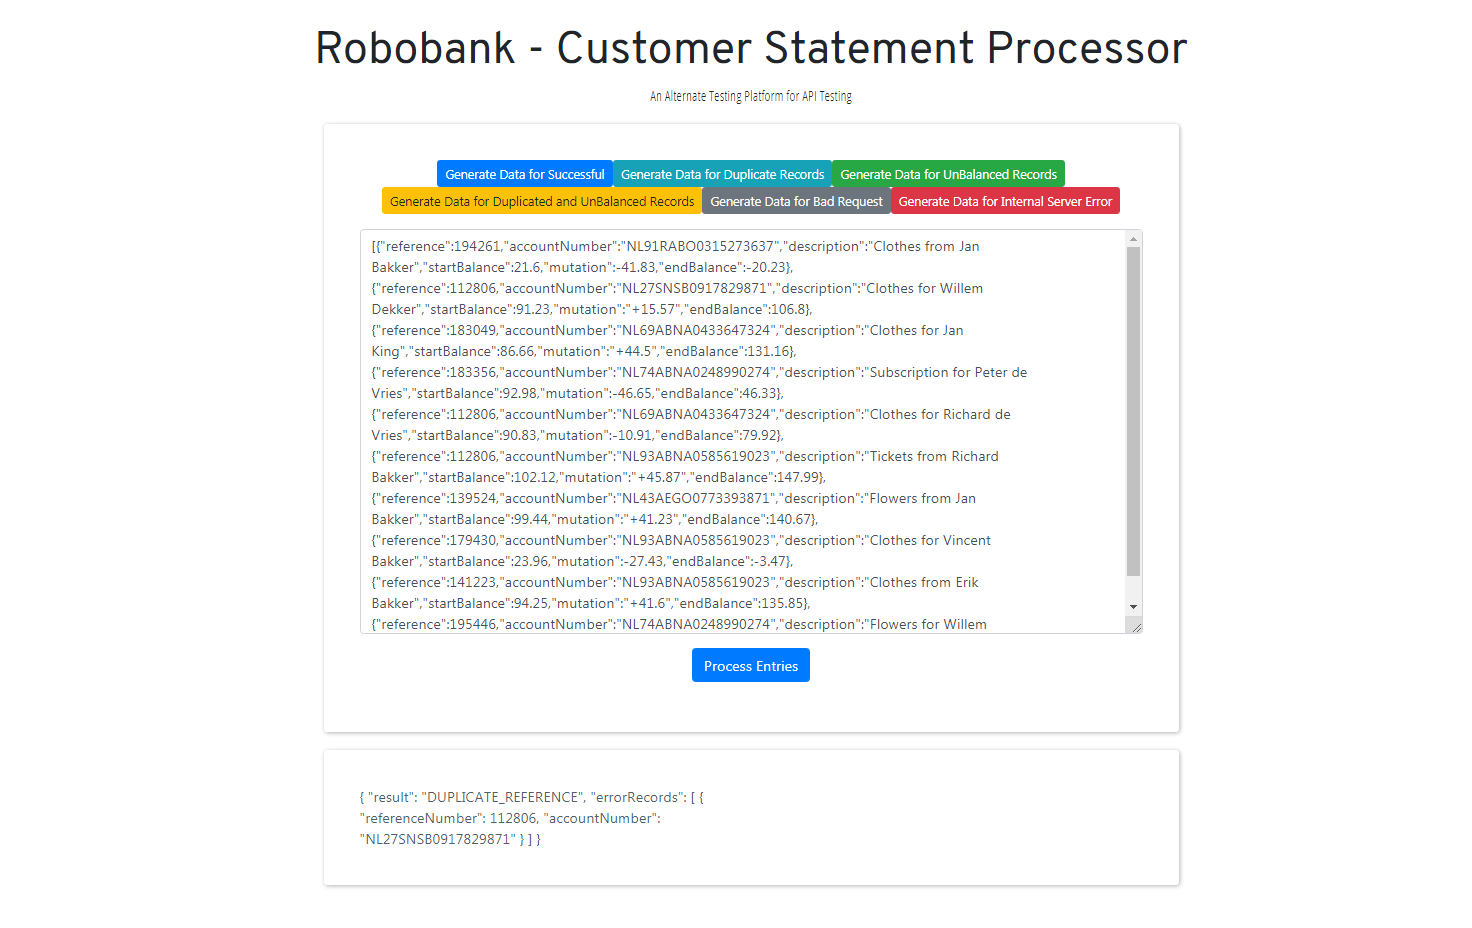 Robobank - Customer Statement Processor
An Alternate Testing Platform for API Testing
Generate Data for Successful Generate Data for Duplicate Records Generate Data for UnBalanced Records
Generate Data for Duplicated and UnBalanced Records Generate Data for Bad Request Generate Data for Internal Server Error
[{"reference":194261,"accountNumber":"NL91RABO0315273637","description":"Clothes from Jan
Bakker","startBalance":21.6,"mutation":-41.83,"endBalance":-20.23},
{"reference":112806,"accountNumber":"NL27SNSB0917829871","description":"Clothes for Willem
Dekker","startBalance":91.23,"mutation":"+15.57","endBalance":106.8},
{"reference":183049,"accountNumber":"NL69ABNA0433647324","description":"Clothes for Jan
King","startBalance":86.66,"mutation":"+44.5","endBalance":131.16},
{"reference":183356,"accountNumber":"NL74ABNA0248990274","description":"Subscription for Peter de
Vries","startBalance":92.98,"mutation":-46.65,"endBalance":46.33},
{"reference":112806,"accountNumber":"NL69ABNA0433647324","description":"Clothes for Richard de
Vries","startBalance":90.83,"mutation":-10.91,"endBalance":79.92},
{"reference":112806,"accountNumber":"NL93ABNA0585619023","description":"Tickets from Richard
Bakker","startBalance":102.12,"mutation":"+45.87","endBalance":147.99},
{"reference":139524,"accountNumber":"NL43AEGO0773393871","description":"Flowers from Jan
Bakker","startBalance":99.44,"mutation":"+41.23","endBalance":140.67},
{"reference":179430,"accountNumber":"NL93ABNA0585619023","description":"Clothes for Vincent
Bakker","startBalance":23.96,"mutation":-27.43,"endBalance":-3.47},
{"reference":141223,"accountNumber":"NL93ABNA0585619023","description":"Clothes from Erik
Bakker","startBalance":94.25,"mutation":"+41.6","endBalance":135.85},
{"reference":195446,"accountNumber":"NL74ABNA0248990274","description":"Flowers for Willem
Process Entries
{ "result": "DUPLICATE_REFERENCE", "errorRecords": [ {
"referenceNumber": 112806, "accountNumber":
"NL27SNSB0917829871" } ] }